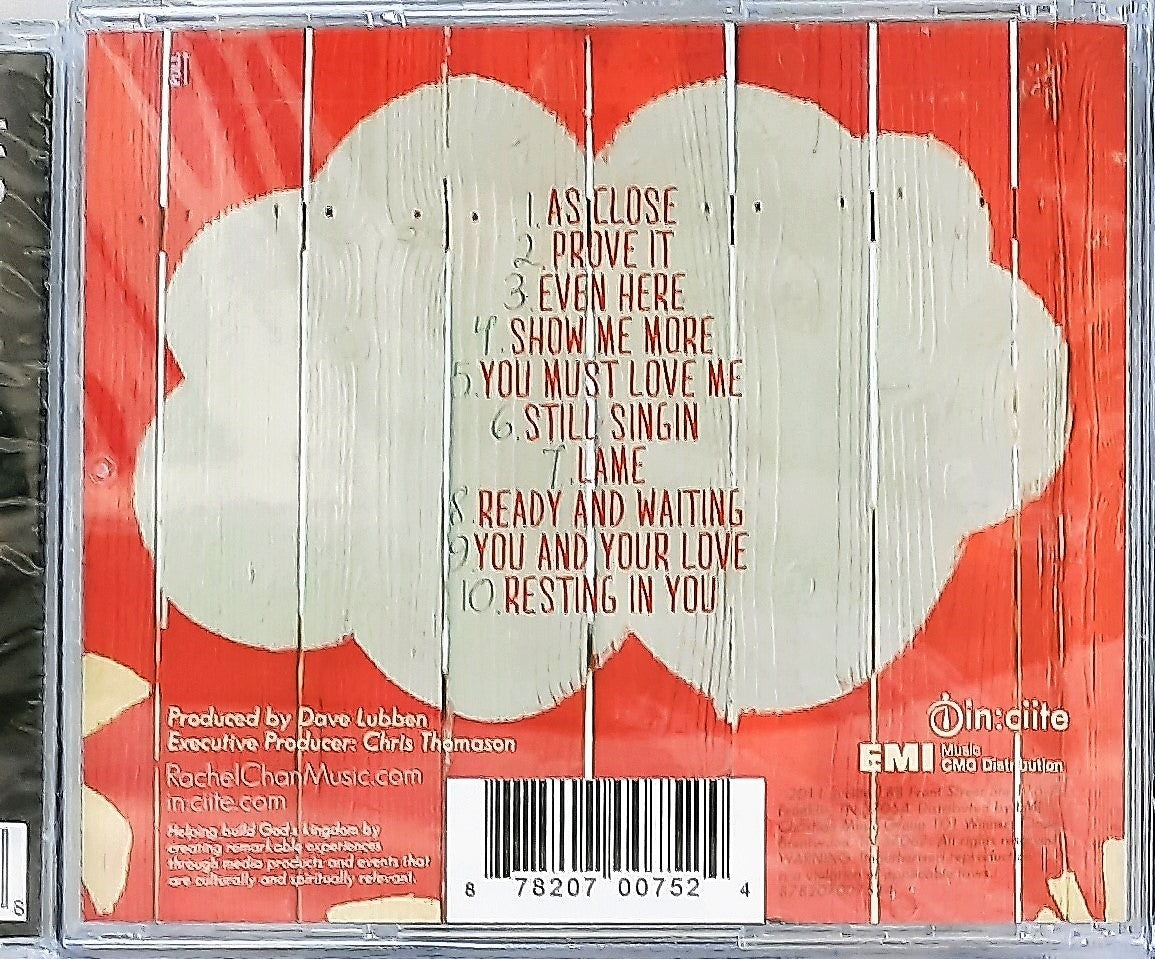 1. AS CLOSE
2. PROVE IT
3. EVEN HERE
4. SHOW ME MORE
5. YOU MUST LOVE ME
6. STILL SINGIN
7. LAME
8. READY AND WAITING
9 YOU AND YOUR LOVE
10. RESTING IN YOU
Produced by Dave Lubben
Executive Producer: Chris Thomason
RachelChanMusic.com
in-ciite.com
Helping build God's kingdom by
creating remarkable experiences
through media products and events that
are culturally and spiritually relevant.
8 78207 00752 4
in:ciite
EMI Music
CMG Distribution
8